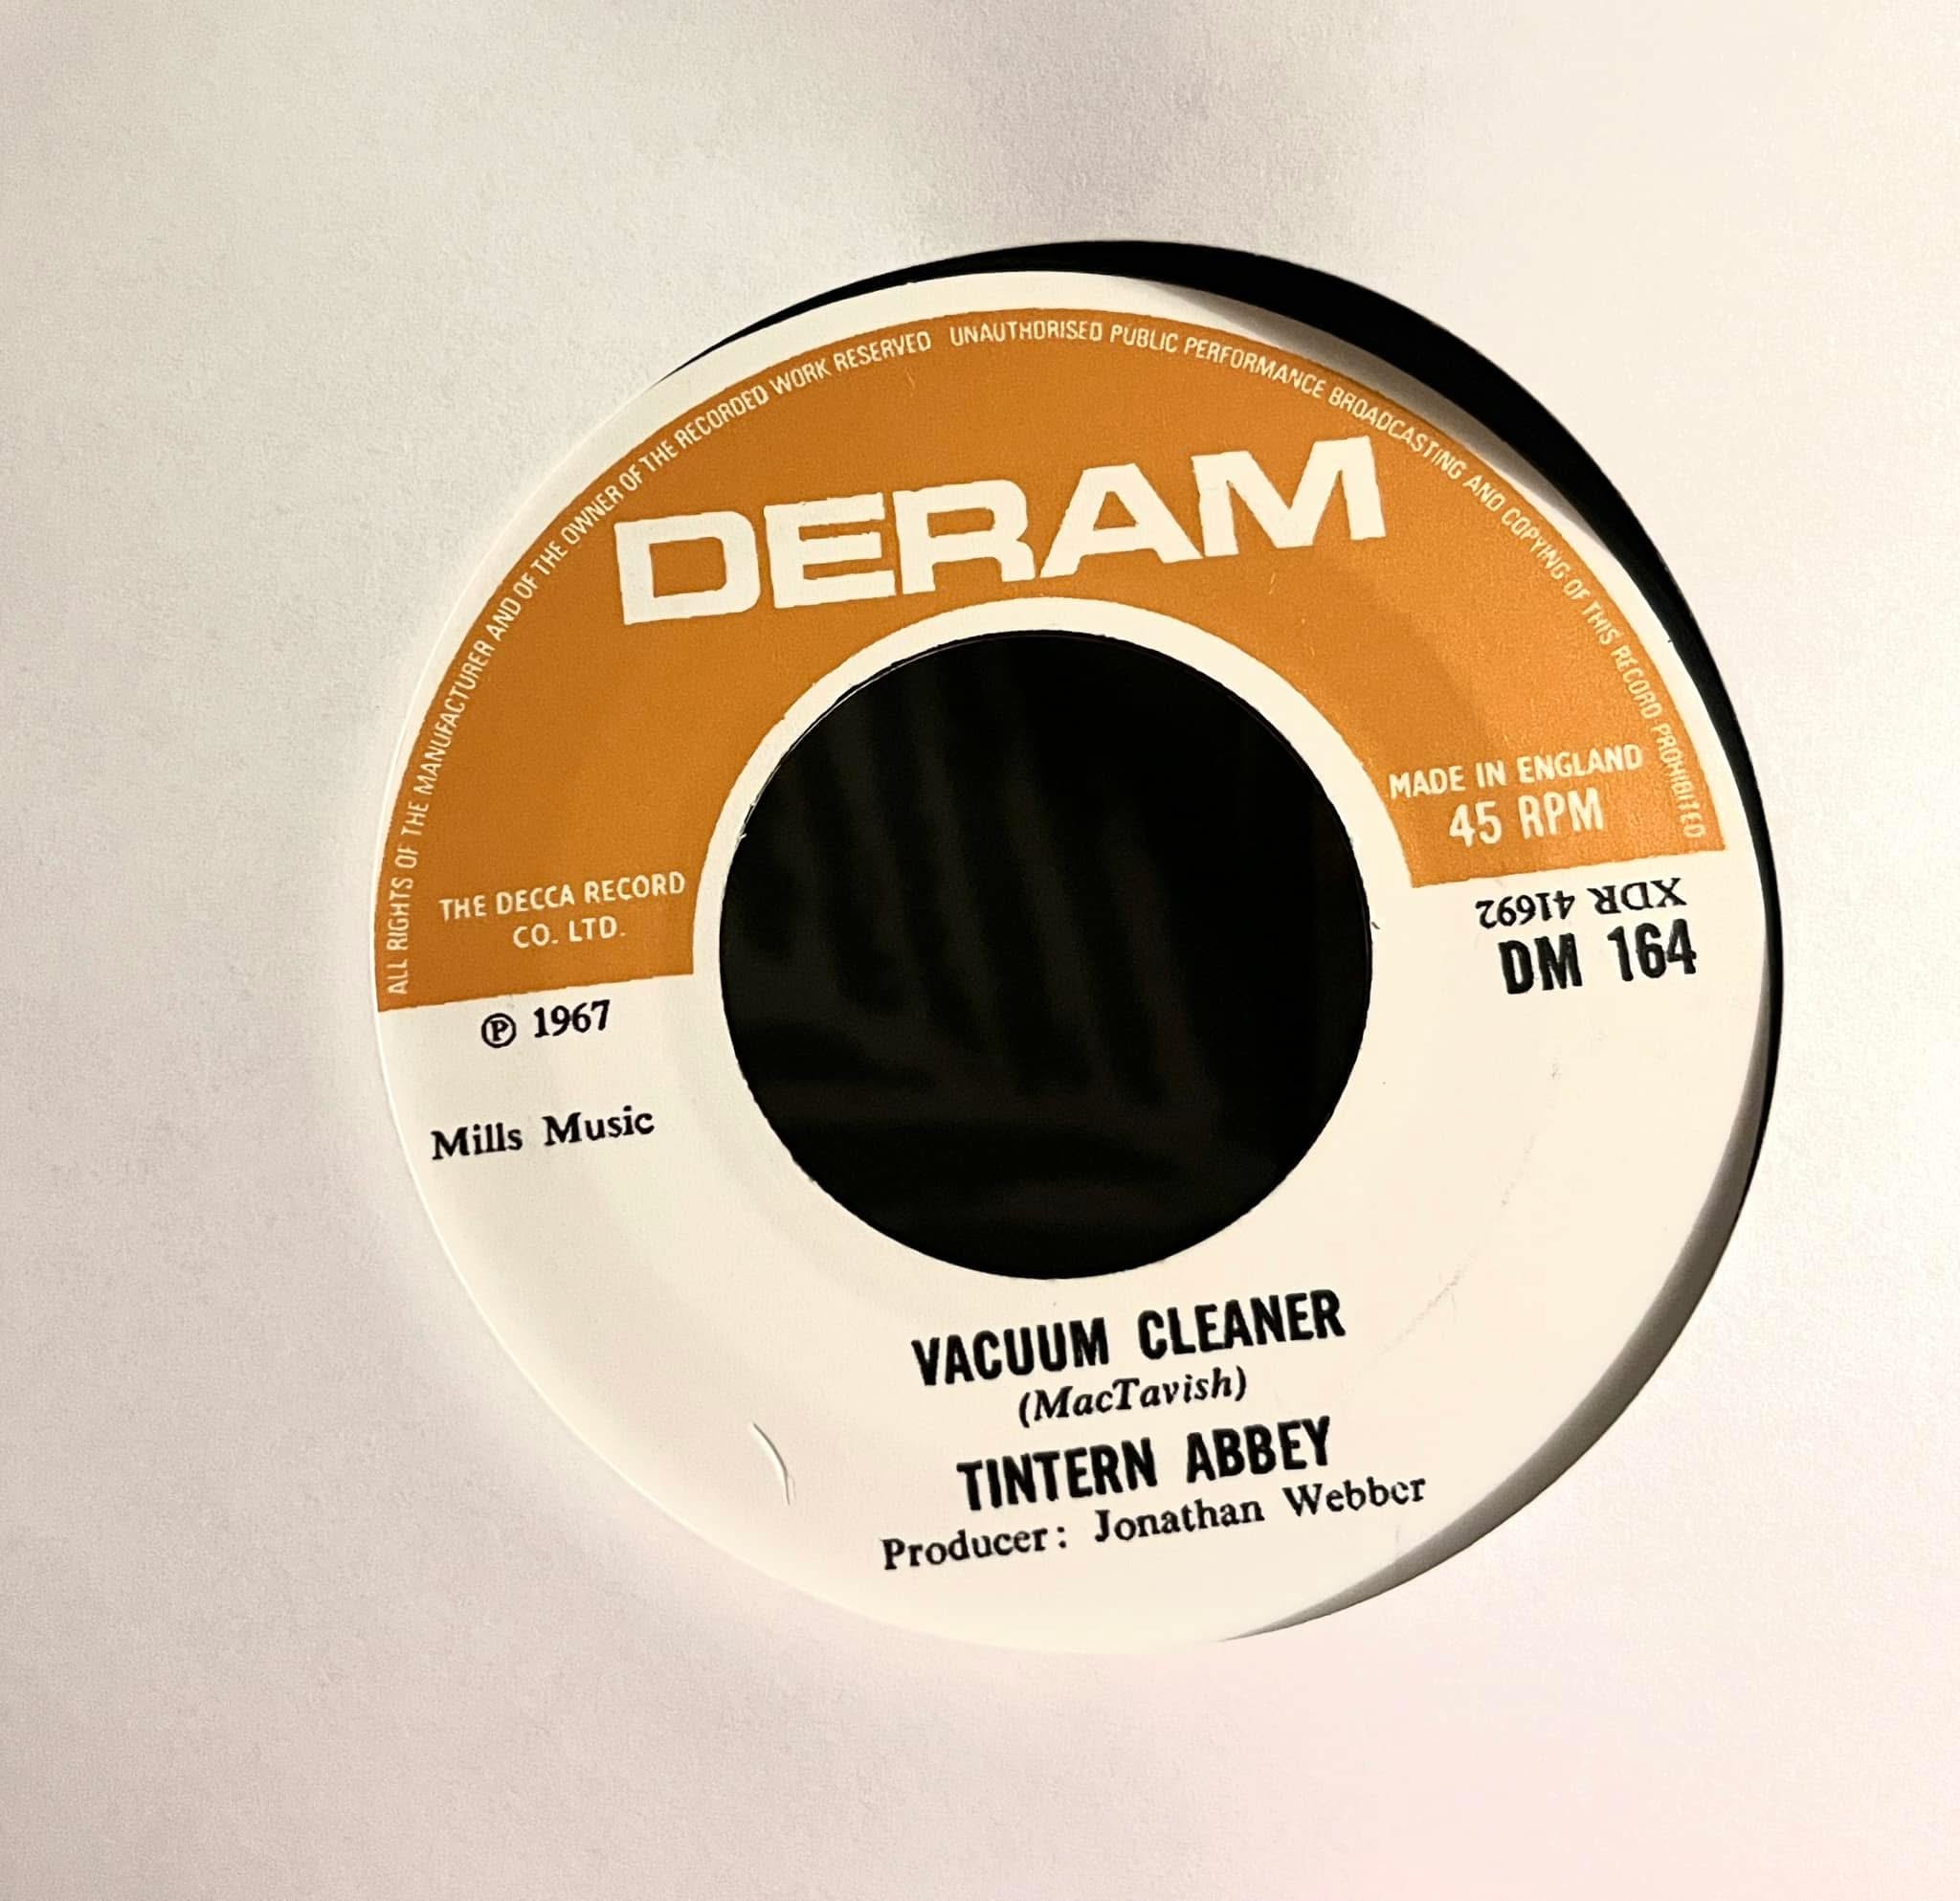 ALL RIGHTS OF THE MANUFACTURER AND OF THE OWNER OF THE RECORDED WORK RESERVED UNAUTHORISED PUBLIC PERFORMANCE BROADCASTING AND COPYING OF THIS RECORD PROHIBITED
DERAM
THE DECCA RECORD
CO. LTD.
MADE IN ENGLAND
45 RPM
XDR 41692
DM 164
℗ 1967
Mills Music
VACUUM CLEANER
(MacTavish)
TINTERN ABBEY
Producer: Jonathan Webber